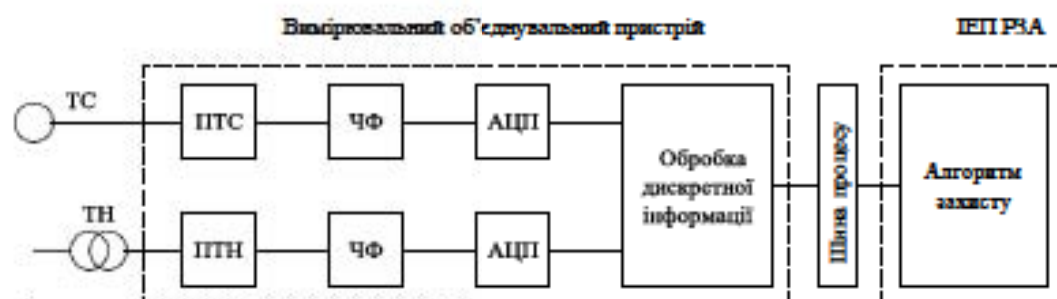 Вимірювальний об’єднувальний пристрій
ІЕП РЗА
ТС
ПТС
ЧФ
АЦП
Обробка
дискретної
інформації
Шина процесу
Алгоритм
захисту
ТН
ПТН
ЧФ
АЦП